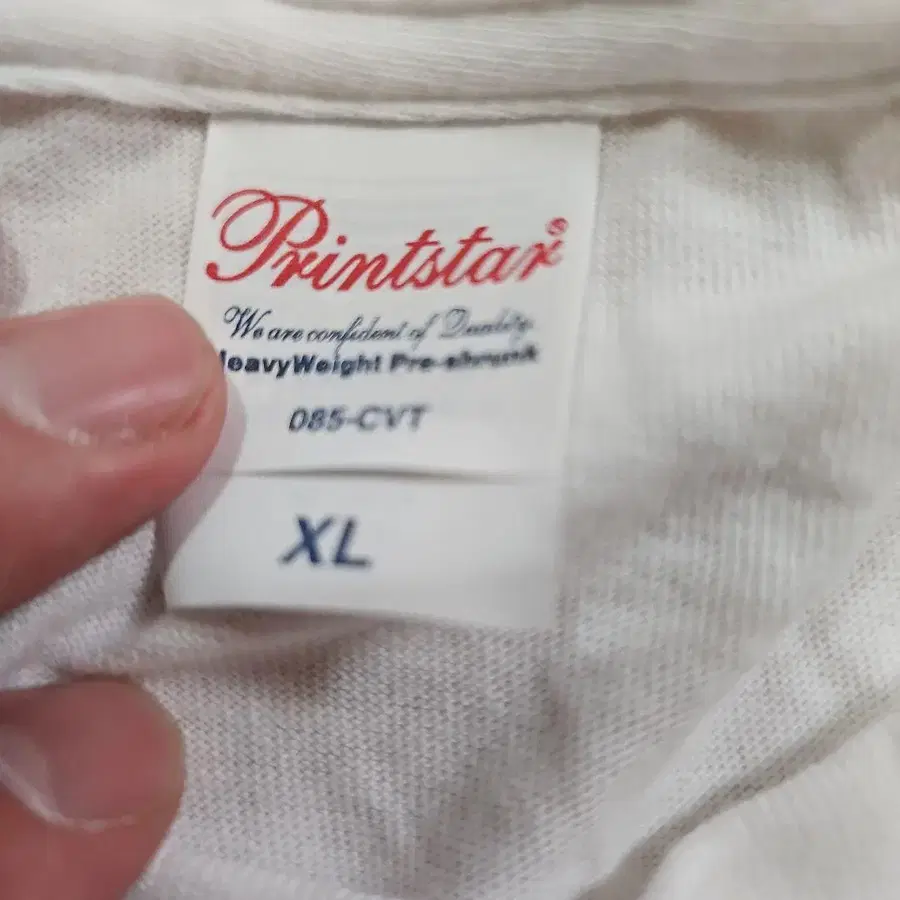 Printstar®
We are confident of Quality.
HeavyWeight Pre-shrunk
085-CVT
XL